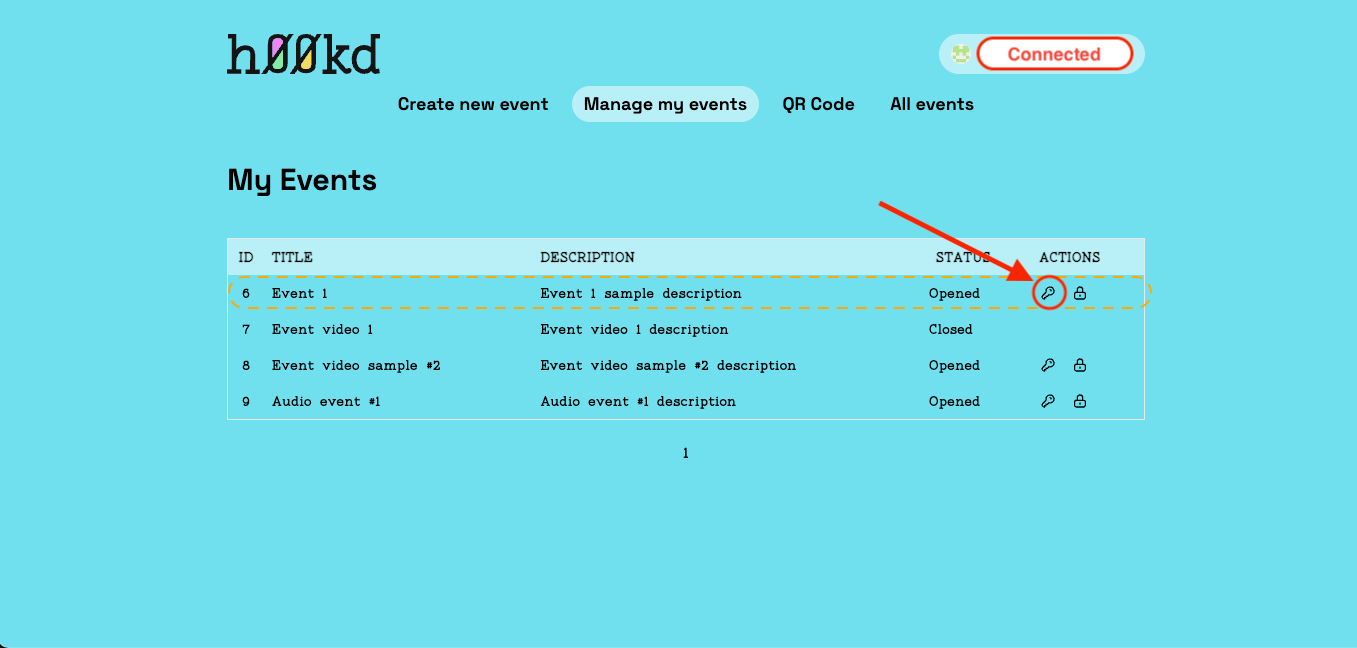 h00kd
Connected
Create new event Manage my events QR Code All events
My Events
ID TITLE DESCRIPTION STATUS ACTIONS
6 Event 1 Event 1 sample description Opened
7 Event video 1 Event video 1 description Closed
8 Event video sample #2 Event video sample #2 description Opened
9 Audio event #1 Audio event #1 description Opened
1